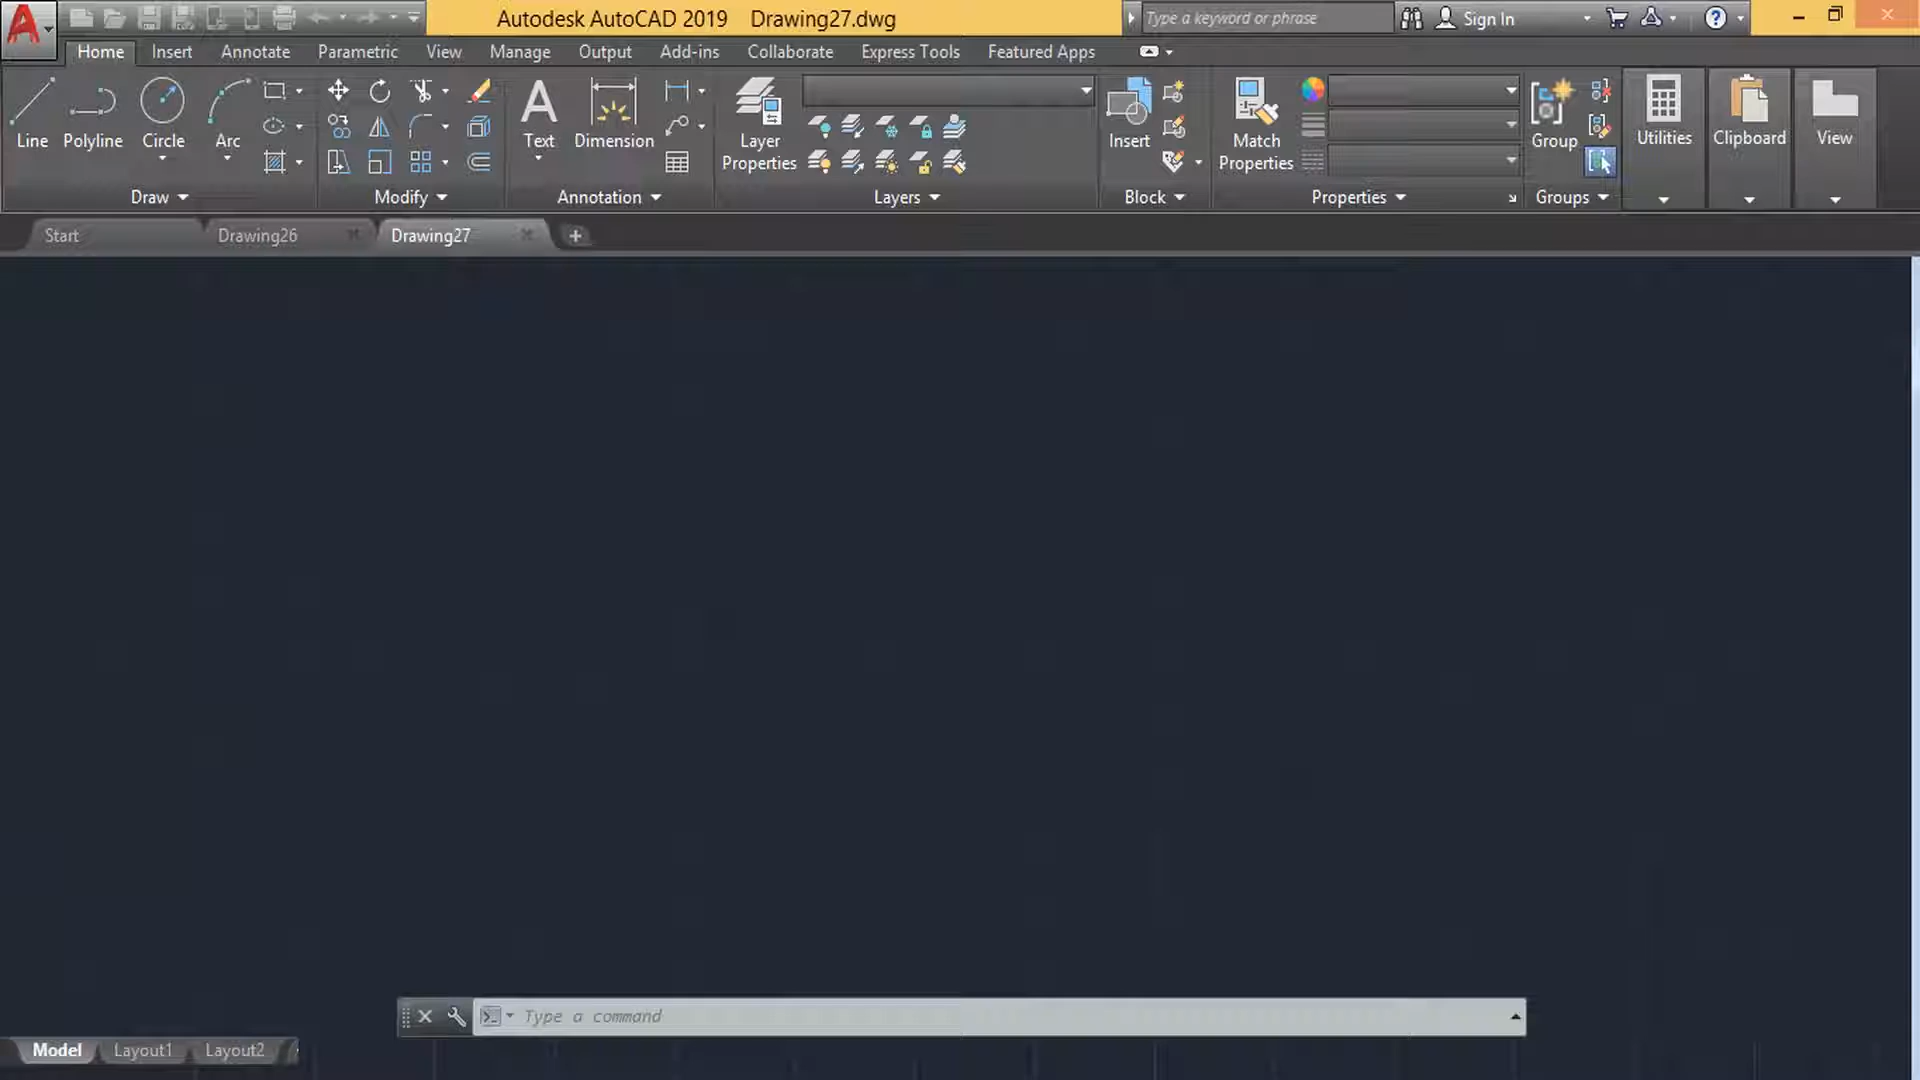 Autodesk AutoCAD 2019 Drawing27.dwg
Type a keyword or phrase
Sign In
Home Insert Annotate Parametric View Manage Output Add-ins Collaborate Express Tools Featured Apps
Line Polyline Circle Arc
Text Dimension
Layer Properties
Insert
Match Properties
Group
Utilities
Clipboard
View
Draw Modify Annotation Layers Block Properties Groups
Start Drawing26 Drawing27
Type a command
Model Layout1 Layout2